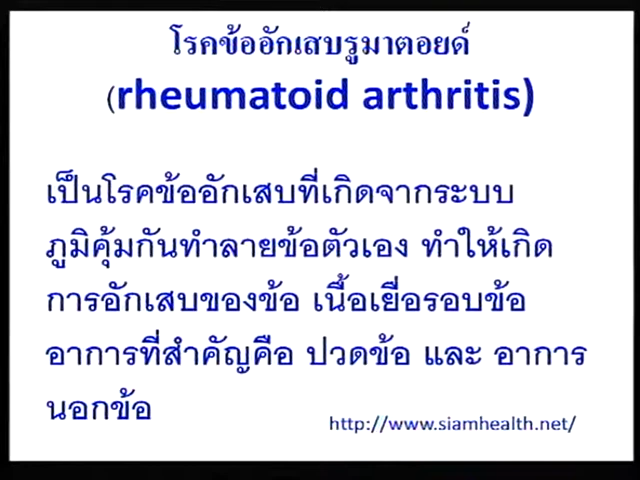 โรคข้ออักเสบรูมาตอยด์
(rheumatoid arthritis)
เป็นโรคข้ออักเสบที่เกิดจากระบบ
ภูมิคุ้มกันทำลายข้อตัวเอง ทำให้เกิด
การอักเสบของข้อ เนื้อเยื่อรอบข้อ
อาการที่สำคัญคือ ปวดข้อ และ อาการ
นอกข้อ
http://www.siamhealth.net/